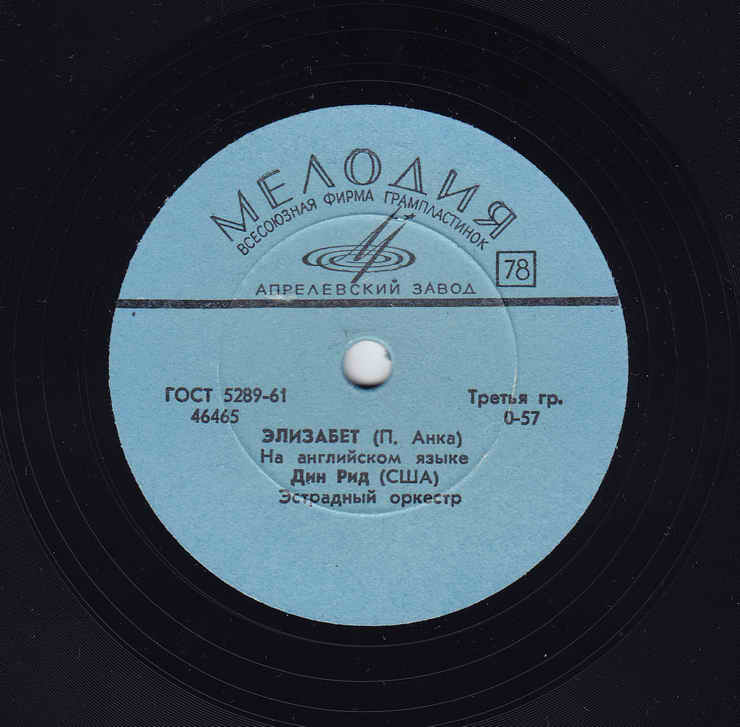 МЕЛОДИЯ
ВСЕСОЮЗНАЯ ФИРМА ГРАМПЛАСТИНОК
78
АПРЕЛЕВСКИЙ ЗАВОД
ГОСТ 5289-61
46465
Третья гр.
0-57
ЭЛИЗАБЕТ (П. Анка)
На английском языке
Дин Рид (США)
Эстрадный оркестр